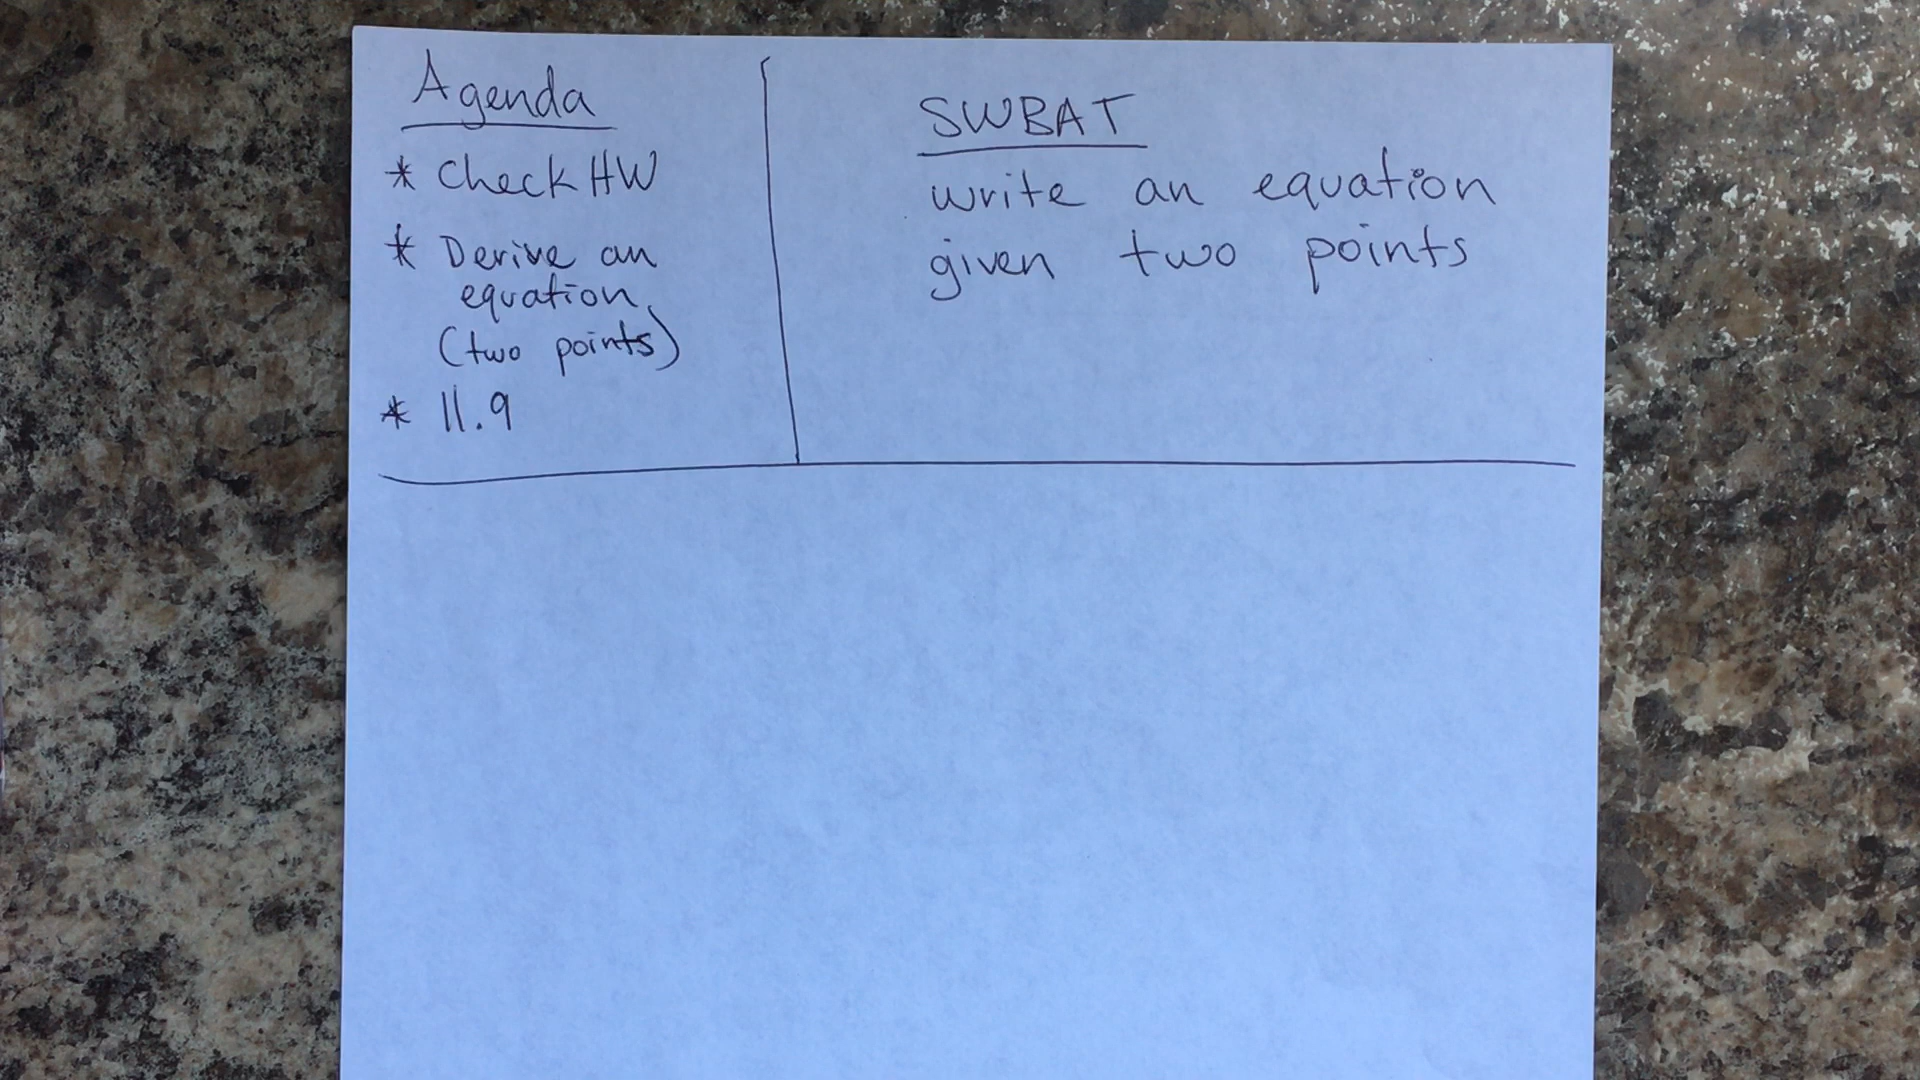 Agenda
* Check HW
* Derive an
equation
(two points)
* 11.9
SWBAT
write an equation
given two points